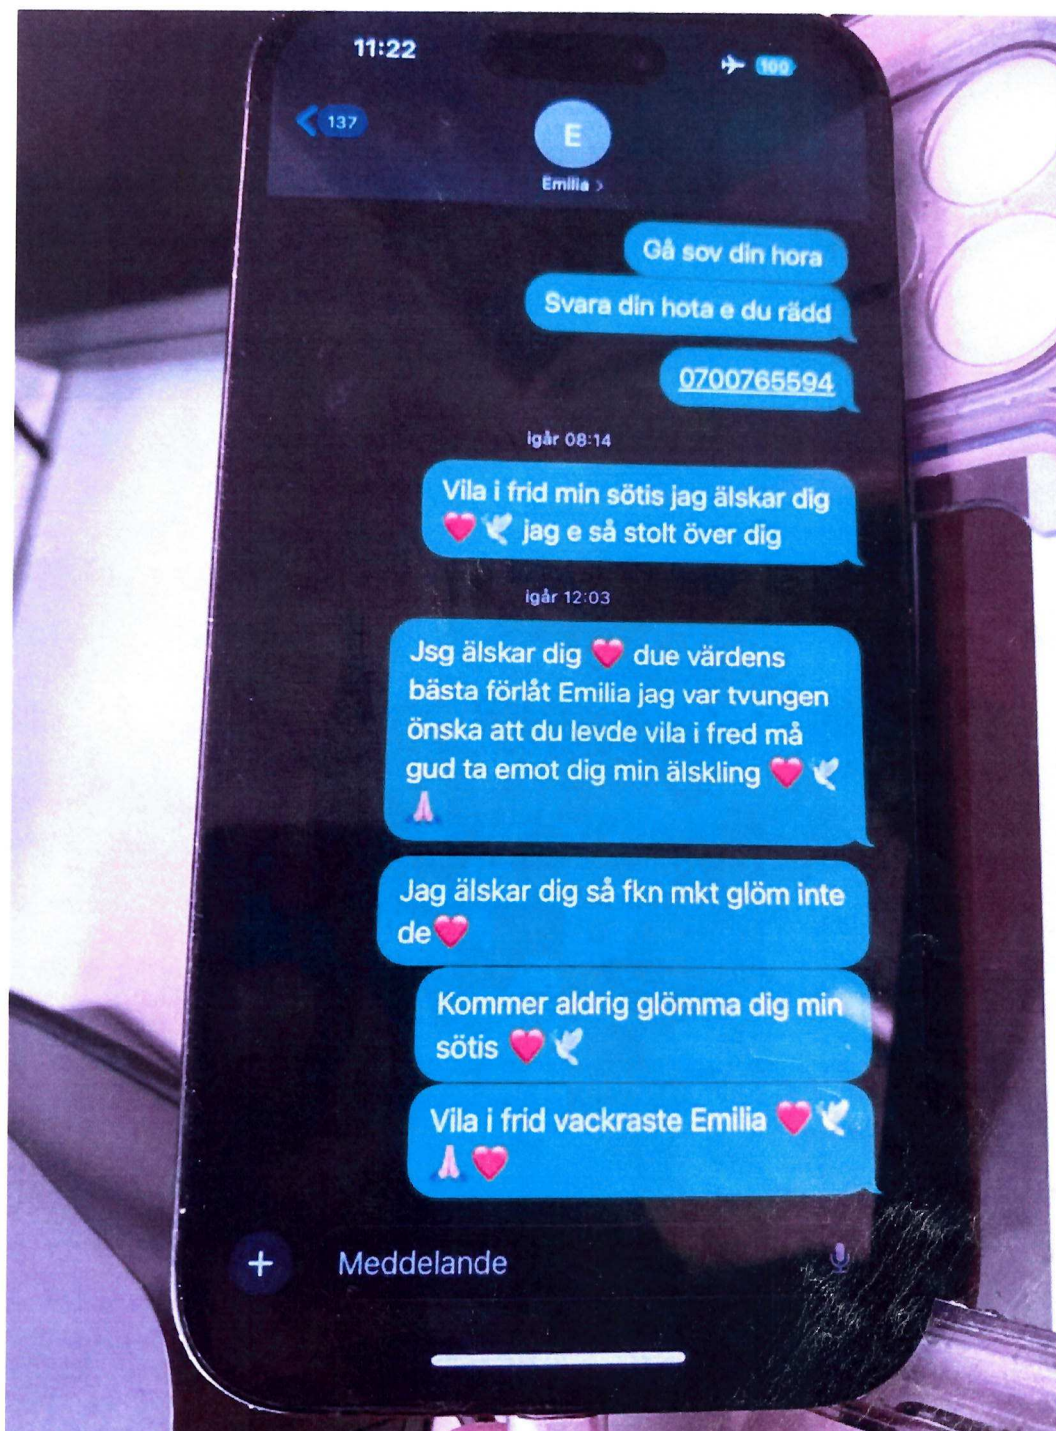 11:22
100
137
E
Emilia >
Gå sov din hora
Svara din hota e du rädd
0700765594
igår 08:14
Vila i frid min sötis jag älskar dig
❤️🕊️ jag e så stolt över dig
igår 12:03
Jsg älskar dig ❤️ due värdens
bästa förlåt Emilia jag var tvungen
önska att du levde vila i fred må
gud ta emot dig min älskling ❤️🕊️
🙏
Jag älskar dig så fkn mkt glöm inte
de❤️
Kommer aldrig glömma dig min
sötis ❤️🕊️
Vila i frid vackraste Emilia ❤️🕊️
🙏❤️
Meddelande